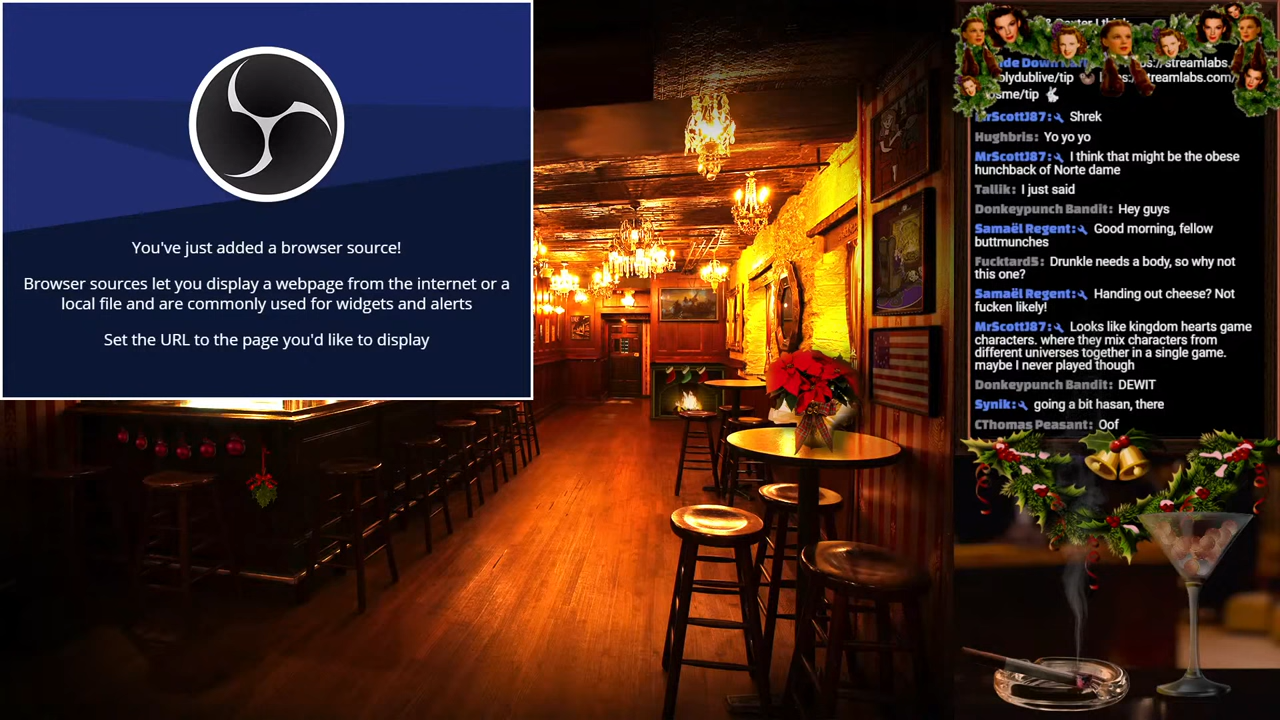 You've just added a browser source!
Browser sources let you display a webpage from the internet or a
local file and are commonly used for widgets and alerts
Set the URL to the page you'd like to display
I think
streamlabs.
olydublive/tip
streamlabs.com/
osme/tip
MrScottJ87: Shrek
Hughbris: Yo yo yo
MrScottJ87: I think that might be the obese
hunchback of Norte dame
Tallik: I just said
Donkeypunch Bandit: Hey guys
Samaël Regent: Good morning, fellow
buttmunches
FucktardS: Drunkle needs a body, so why not
this one?
Samaël Regent: Handing out cheese? Not
fucken likely!
MrScottJ87: Looks like kingdom hearts game
characters. where they mix characters from
different universes together in a single game.
maybe I never played though
Donkeypunch Bandit: DEWIT
Synik: going a bit hasan, there
CThomas Peasant: Oof